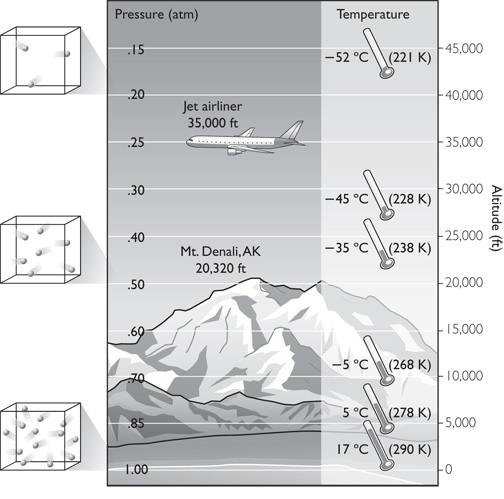 Pressure (atm)
Temperature
.15
−52 °C (221 K)
45,000
.20
40,000
Jet airliner
35,000 ft
.25
35,000
.30
−45 °C (228 K)
30,000
.40
−35 °C (238 K)
25,000
Altitude (ft)
Mt. Denali, AK
20,320 ft
.50
20,000
.60
15,000
−5 °C (268 K)
.70
10,000
5 °C (278 K)
.85
5,000
17 °C (290 K)
1.00
0